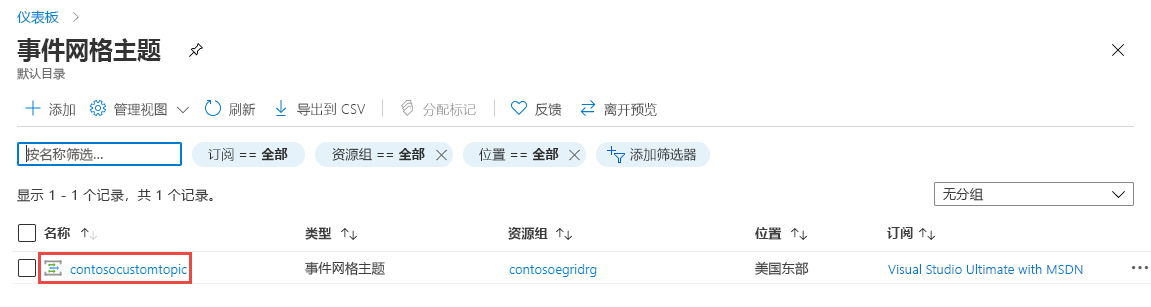 仪表板
事件网格主题
默认目录
添加 管理视图 刷新 导出到 CSV 分配标记 反馈 离开预览
按名称筛选... 订阅 == 全部 资源组 == 全部 位置 == 全部 添加筛选器
显示 1 - 1 个记录，共 1 个记录。 无分组
名称 类型 资源组 位置 订阅
contosocustomtopic 事件网格主题 contosoegridrg 美国东部 Visual Studio Ultimate with MSDN